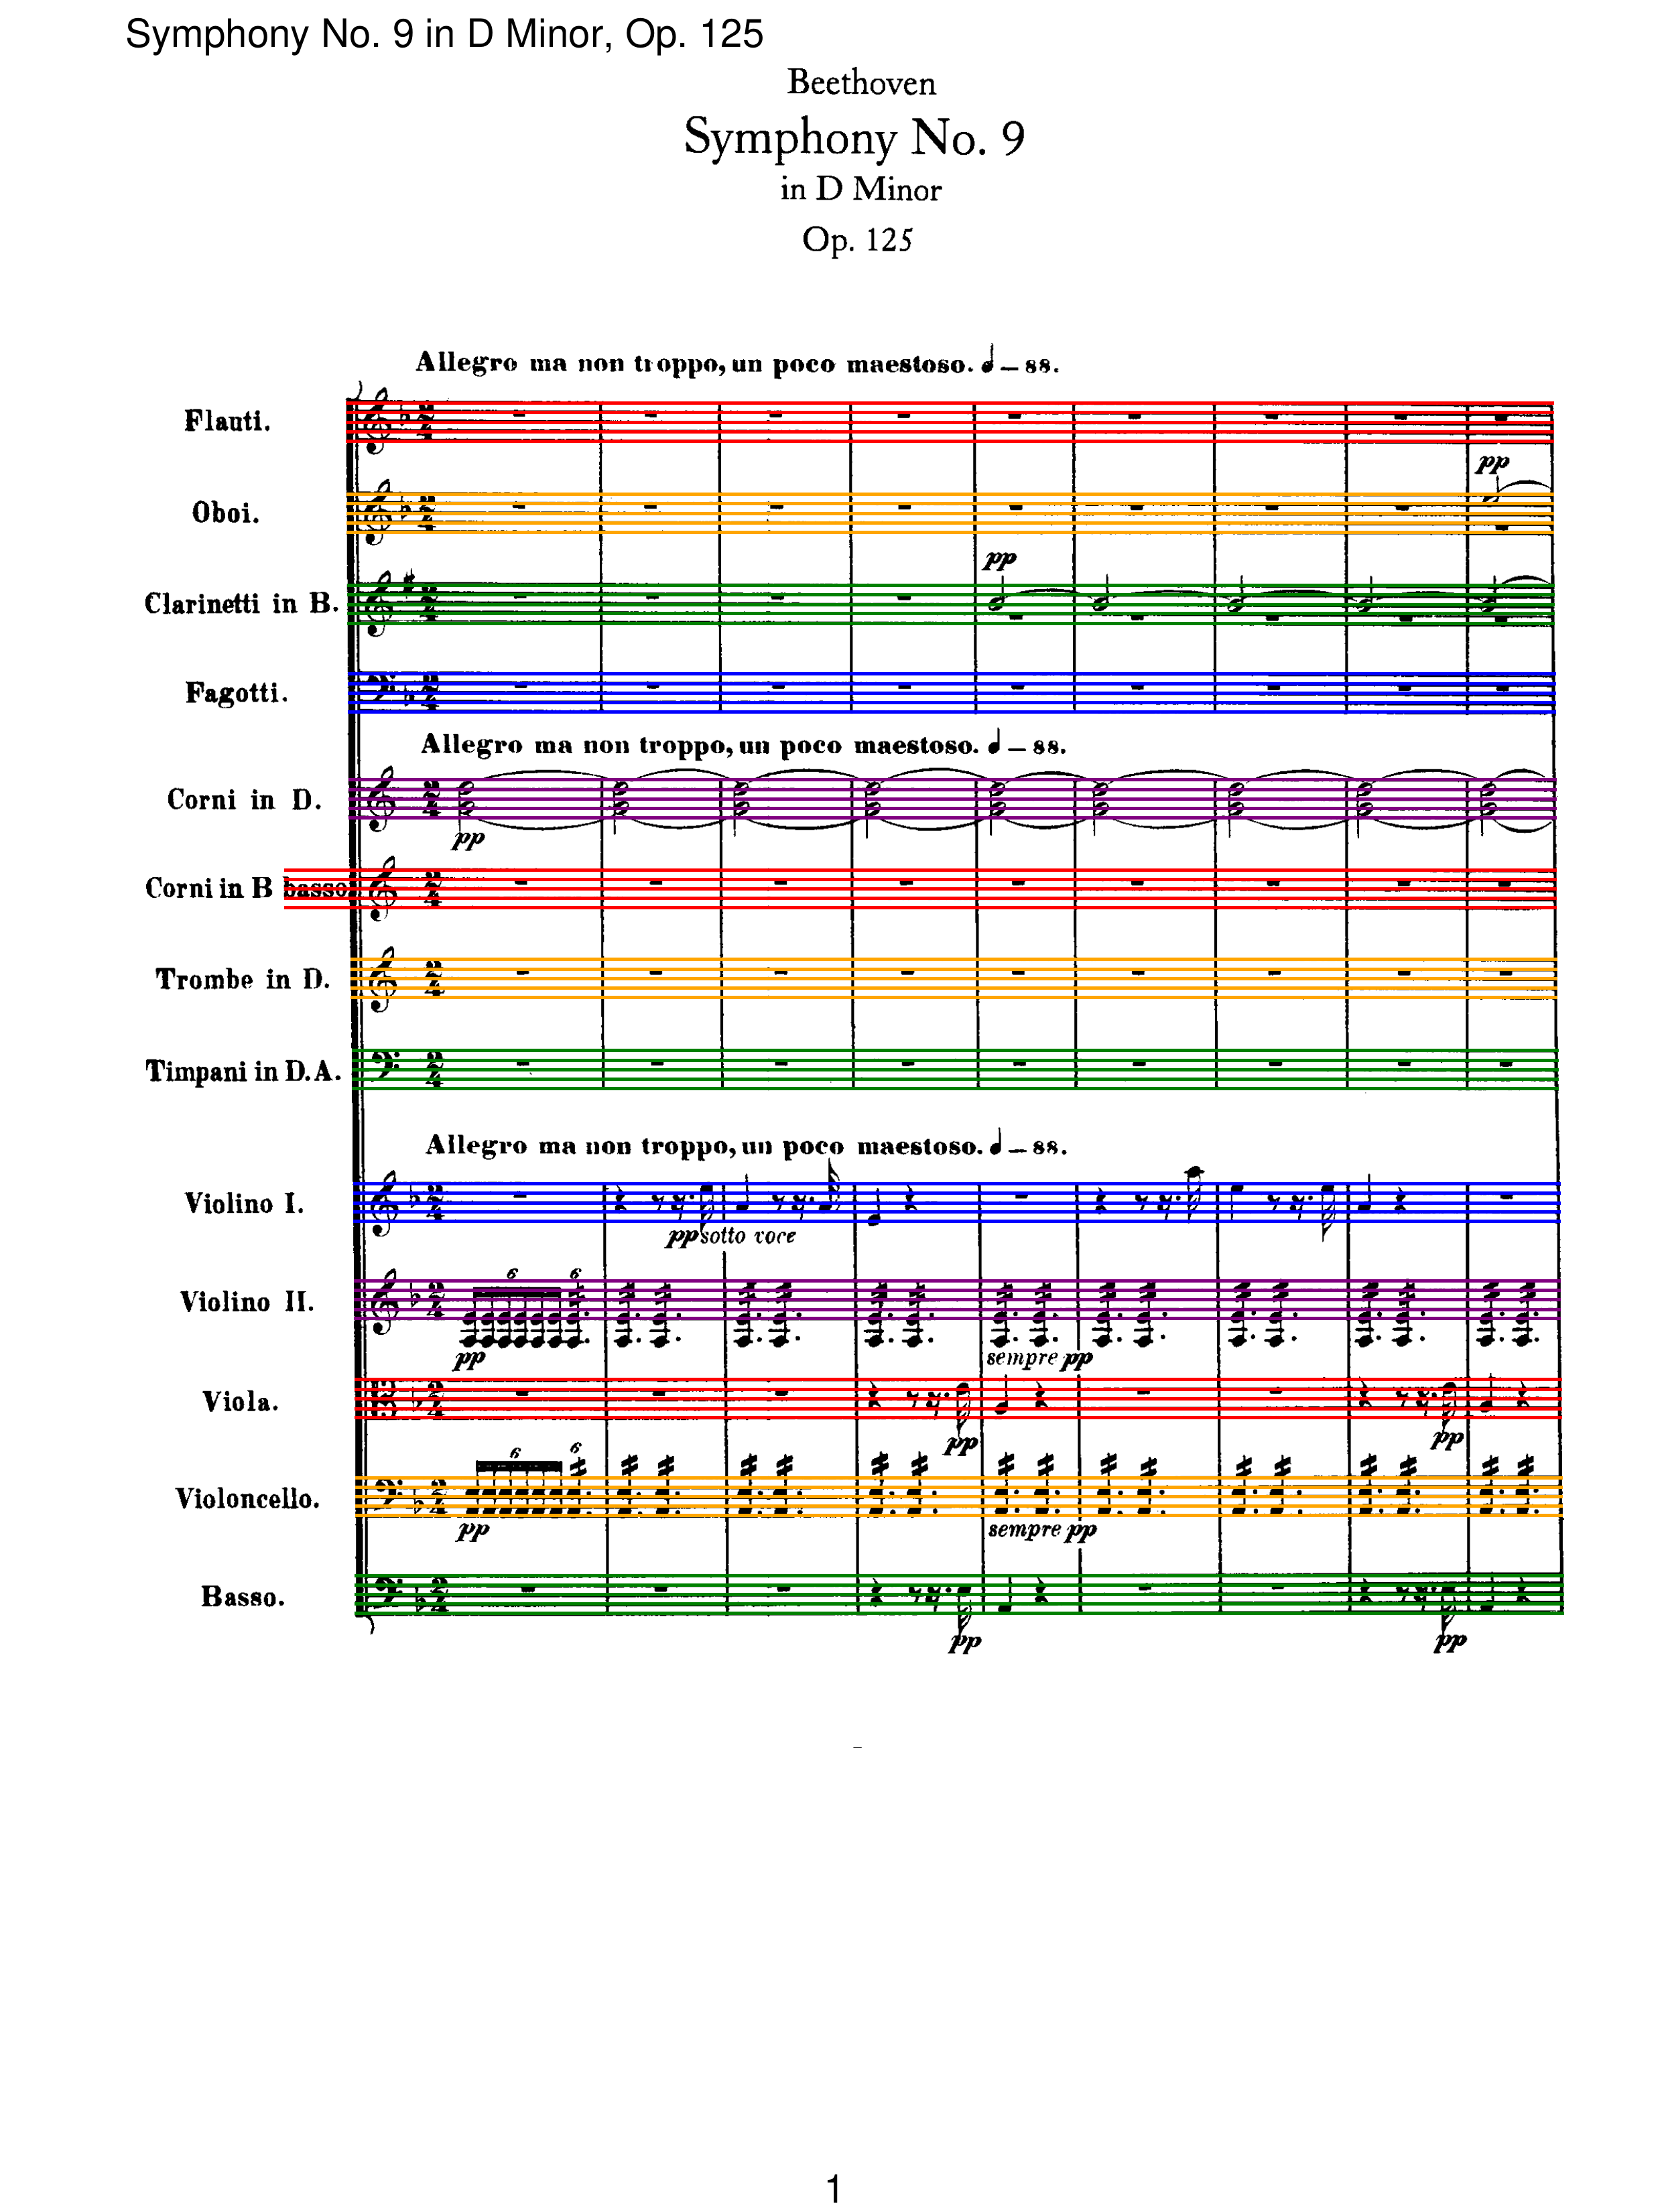 Symphony No. 9 in D Minor, Op. 125
Beethoven
Symphony No. 9
in D Minor
Op. 125
Allegro ma non troppo, un poco maestoso. 𝅘𝅥 – 88.
Flauti.
pp
Oboi.
pp
Clarinetti in B.
Fagotti.
Allegro ma non troppo, un poco maestoso. 𝅘𝅥 – 88.
Corni in D.
pp
Corni in B basso.
Trombe in D.
Timpani in D. A.
Allegro ma non troppo, un poco maestoso. 𝅘𝅥 – 88.
Violino I.
pp sotto voce
6 6
Violino II.
pp sempre pp
Viola.
pp pp
6 6
Violoncello.
pp sempre pp
Basso.
pp pp
1